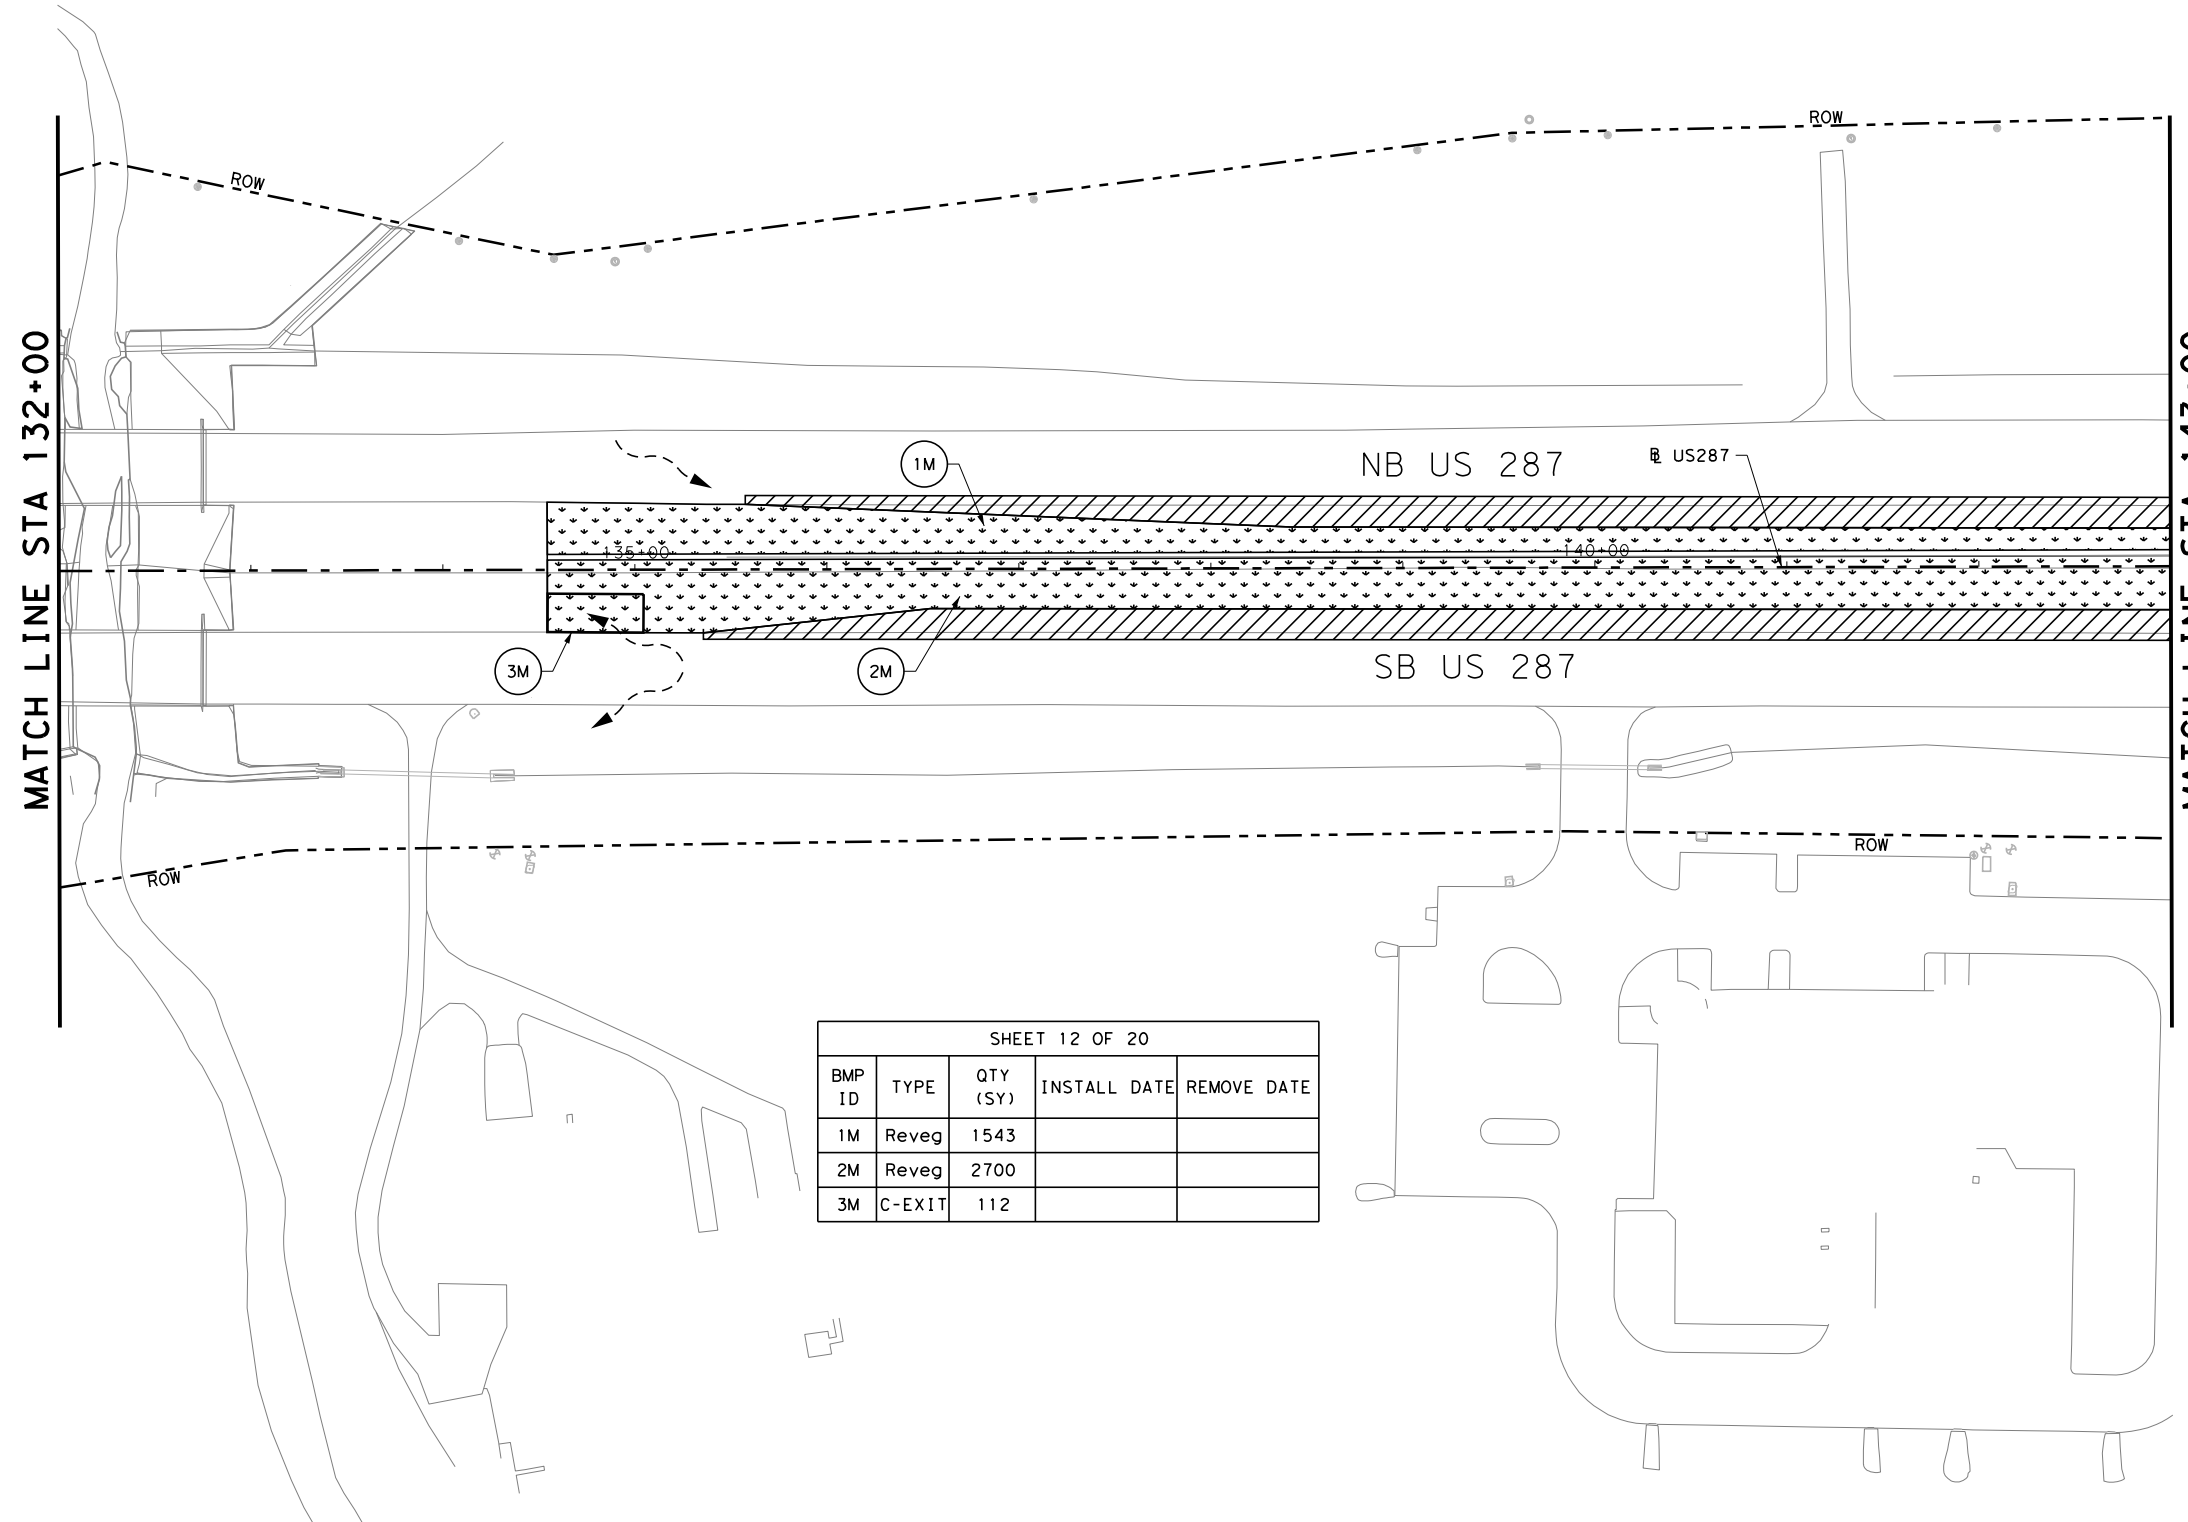 ROW
ROW
MATCH LINE STA 132+00
1M
NB US 287
BL US287
135+00
140+00
3M
2M
SB US 287
ROW
ROW
SHEET 12 OF 20
BMP ID TYPE QTY (SY) INSTALL DATE REMOVE DATE
1M Reveg 1543
2M Reveg 2700
3M C-EXIT 112